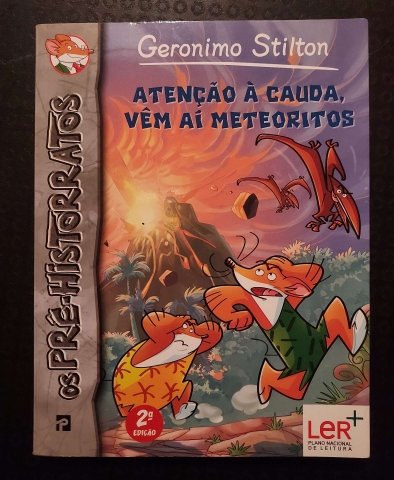 Geronimo Stilton
ATENÇÃO À CAUDA,
VÊM AÍ METEORITOS
OS PRÉ-HISTORRATOS
2ª
EDIÇÃO
LeR+
PLANO NACIONAL
DE LEITURA